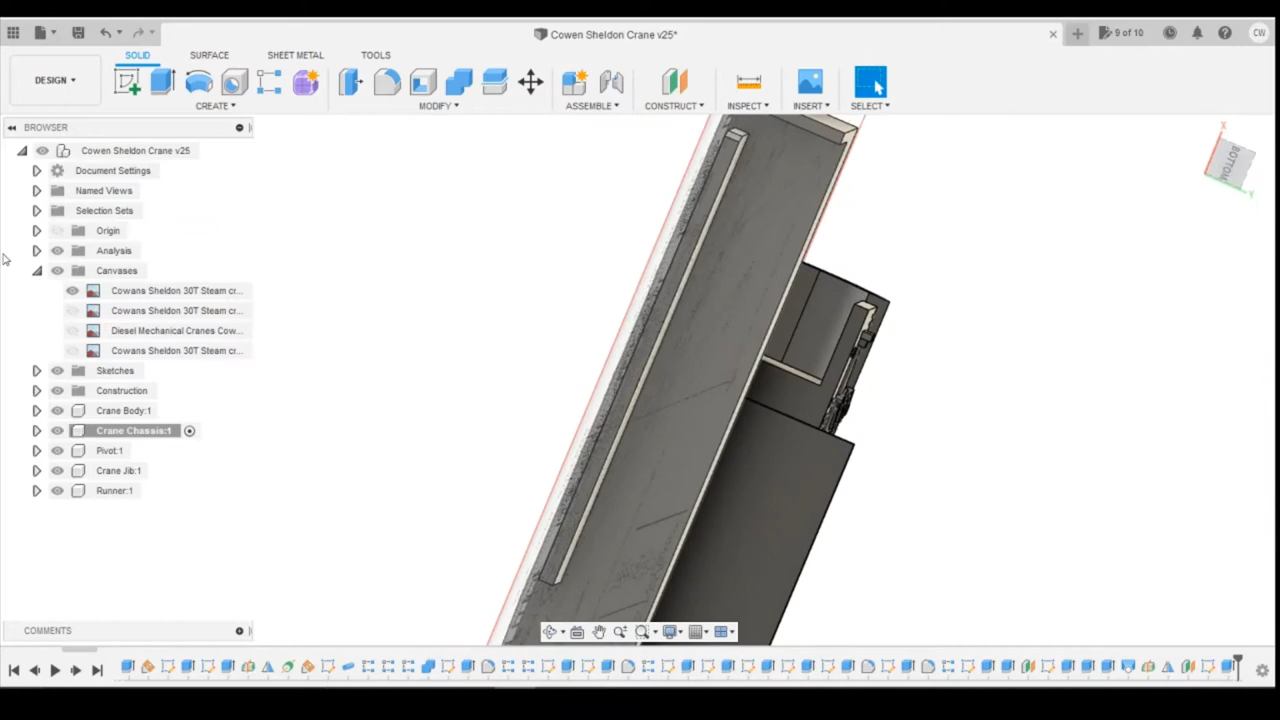 Cowen Sheldon Crane v25*
9 of 10
CW
DESIGN
SOLID
SURFACE
SHEET METAL
TOOLS
CREATE
MODIFY
ASSEMBLE
CONSTRUCT
INSPECT
INSERT
SELECT
BROWSER
Cowen Sheldon Crane v25
Document Settings
Named Views
Selection Sets
Origin
Analysis
Canvases
Cowans Sheldon 30T Steam cr...
Cowans Sheldon 30T Steam cr...
Diesel Mechanical Cranes Cow...
Cowans Sheldon 30T Steam cr...
Sketches
Construction
Crane Body:1
Crane Chassis:1
Pivot:1
Crane Jib:1
Runner:1
X
BOTTOM
Y
COMMENTS